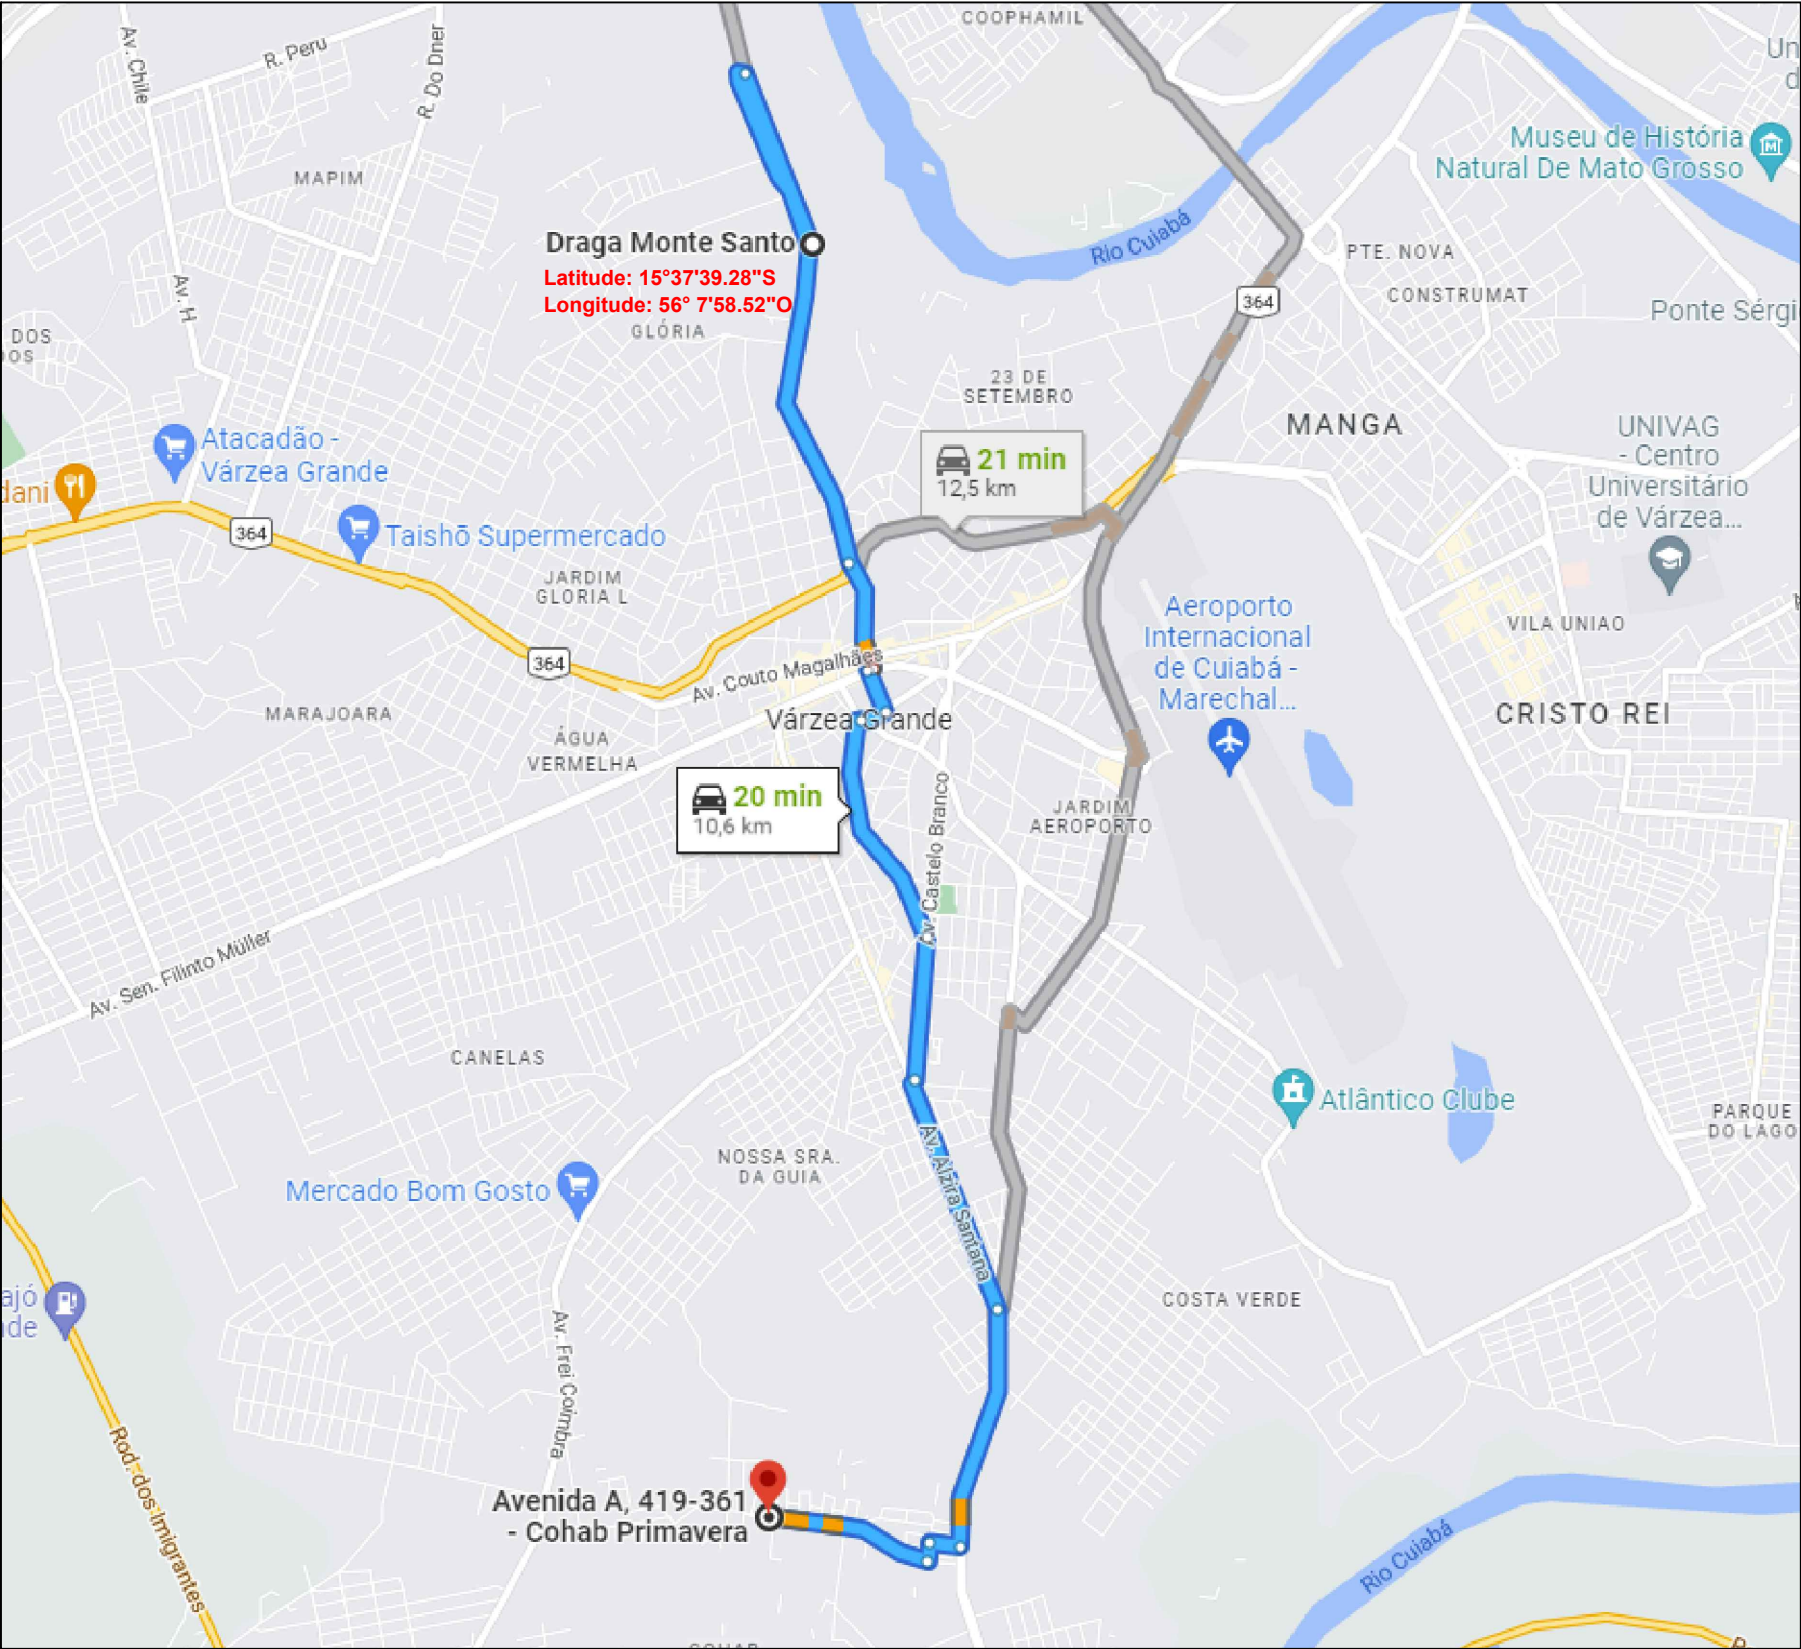 COOPHAMIL
Av. Chile
R. Peru
R. Do Dner
Un
d
Museu de História
Natural De Mato Grosso
MAPIM
Rio Cuiabá
Draga Monte Santo
Latitude: 15°37'39.28"S
Longitude: 56° 7'58.52"O
GLÓRIA
PTE. NOVA
CONSTRUMAT
364
Av. H
Ponte Sérgi
DOS
DOS
23 DE
SETEMBRO
MANGA
Atacadão -
Várzea Grande
UNIVAG
- Centro
Universitário
de Várzea...
21 min
12,5 km
dani
364
Taishō Supermercado
JARDIM
GLORIA L
Aeroporto
Internacional
de Cuiabá -
Marechal...
VILA UNIAO
364
Av. Couto Magalhães
MARAJOARA
Várzea Grande
CRISTO REI
ÁGUA
VERMELHA
20 min
10,6 km
JARDIM
AEROPORTO
Av. Castelo Branco
Av. Sen. Filinto Müller
CANELAS
Atlântico Clube
PARQUE
DO LAGO
NOSSA SRA.
DA GUIA
Mercado Bom Gosto
Av. Alzira Santana
ajó
de
COSTA VERDE
Av. Frei Coimbra
Rod. dos Imigrantes
Avenida A, 419-361
- Cohab Primavera
Rio Cuiabá
COHAB